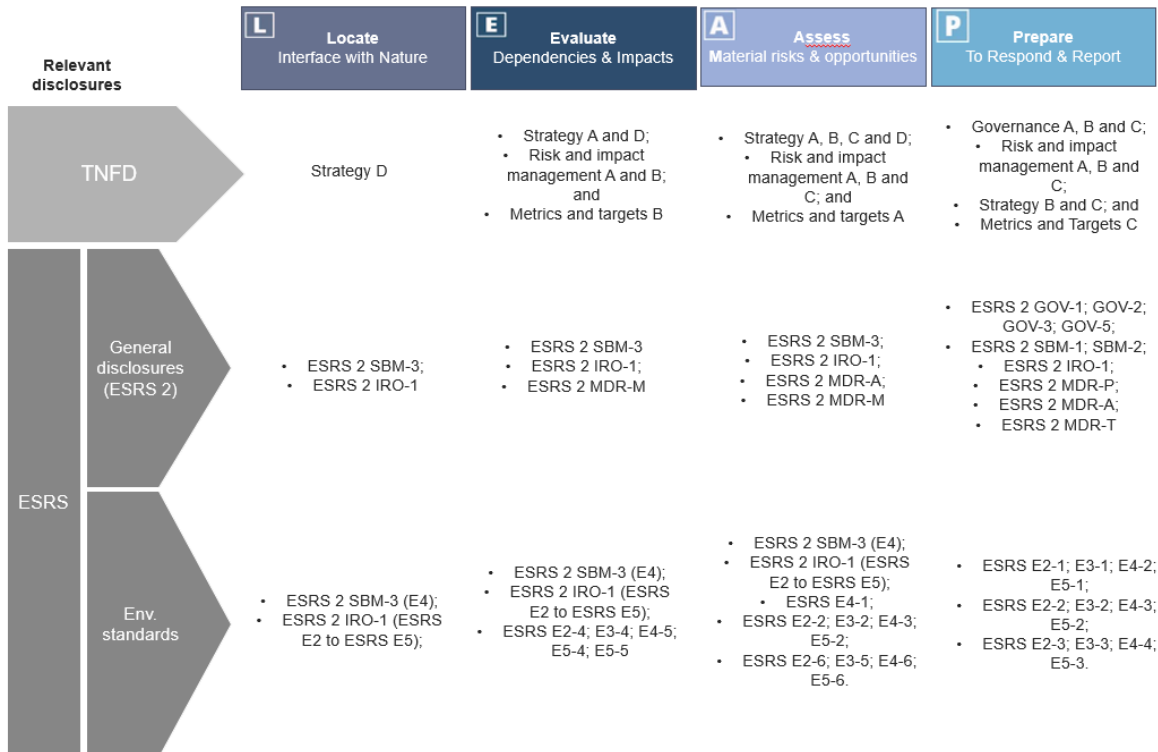 L
Locate
Interface with Nature
E
Evaluate
Dependencies & Impacts
A
Assess
Material risks & opportunities
P
Prepare
To Respond & Report
Relevant
disclosures
TNFD
Strategy D
• Strategy A and D;
• Risk and impact
management A and B;
and
• Metrics and targets B
• Strategy A, B, C and D;
• Risk and impact
management A, B and
C; and
• Metrics and targets A
• Governance A, B and C;
• Risk and impact
management A, B and
C;
• Strategy B and C; and
• Metrics and Targets C
ESRS
General
disclosures
(ESRS 2)
• ESRS 2 SBM-3;
• ESRS 2 IRO-1
• ESRS 2 SBM-3
• ESRS 2 IRO-1;
• ESRS 2 MDR-M
• ESRS 2 SBM-3;
• ESRS 2 IRO-1;
• ESRS 2 MDR-A;
• ESRS 2 MDR-M
• ESRS 2 GOV-1; GOV-2;
GOV-3; GOV-5;
• ESRS 2 SBM-1; SBM-2;
• ESRS 2 IRO-1;
• ESRS 2 MDR-P;
• ESRS 2 MDR-A;
• ESRS 2 MDR-T
Env.
standards
• ESRS 2 SBM-3 (E4);
• ESRS 2 IRO-1 (ESRS
E2 to ESRS E5);
• ESRS 2 SBM-3 (E4);
• ESRS 2 IRO-1 (ESRS
E2 to ESRS E5);
• ESRS E2-4; E3-4; E4-5;
E5-4; E5-5
• ESRS 2 SBM-3 (E4);
• ESRS 2 IRO-1 (ESRS
E2 to ESRS E5);
• ESRS E4-1;
• ESRS E2-2; E3-2; E4-3;
E5-2;
• ESRS E2-6; E3-5; E4-6;
E5-6.
• ESRS E2-1; E3-1; E4-2;
E5-1;
• ESRS E2-2; E3-2; E4-3;
E5-2;
• ESRS E2-3; E3-3; E4-4;
E5-3.